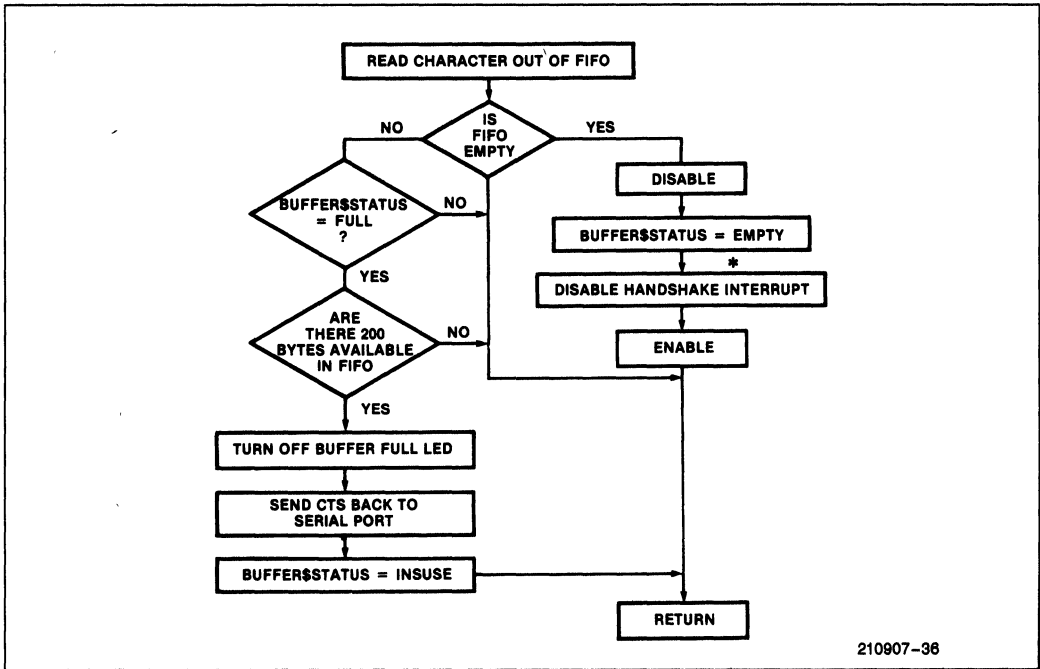 READ CHARACTER OUT OF FIFO
IS
FIFO
EMPTY
NO
YES
DISABLE
BUFFER$STATUS
= FULL
?
NO
BUFFER$STATUS = EMPTY
*
YES
DISABLE HANDSHAKE INTERRUPT
ARE
THERE 200
BYTES AVAILABLE
IN FIFO
NO
ENABLE
YES
TURN OFF BUFFER FULL LED
SEND CTS BACK TO
SERIAL PORT
BUFFER$STATUS = INSUSE
RETURN
210907-36